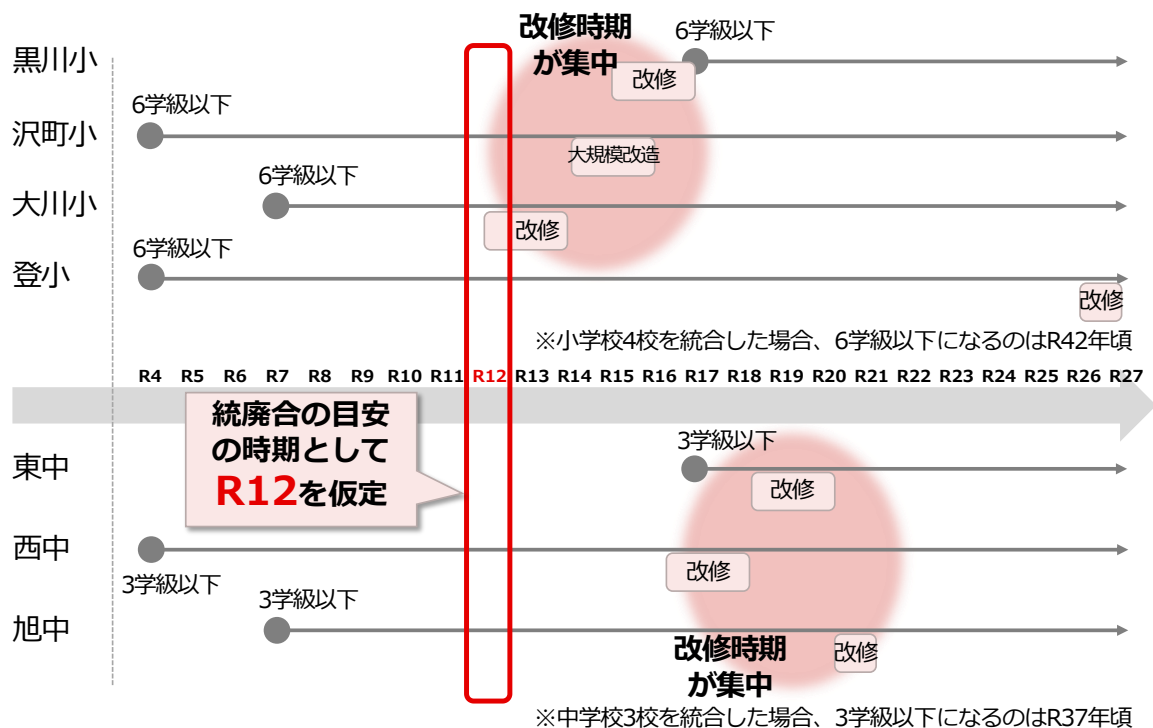 改修時期
が集中
6学級以下
黒川小
改修
6学級以下
沢町小
大規模改造
6学級以下
大川小
改修
6学級以下
登小
改修
※小学校4校を統合した場合、6学級以下になるのはR42年頃
R4 R5 R6 R7 R8 R9 R10 R11 R12 R13 R14 R15 R16 R17 R18 R19 R20 R21 R22 R23 R24 R25 R26 R27
統廃合の目安
の時期として
R12を仮定
3学級以下
東中
改修
西中
3学級以下
改修
3学級以下
旭中
改修
改修時期
が集中
※中学校3校を統合した場合、3学級以下になるのはR37年頃